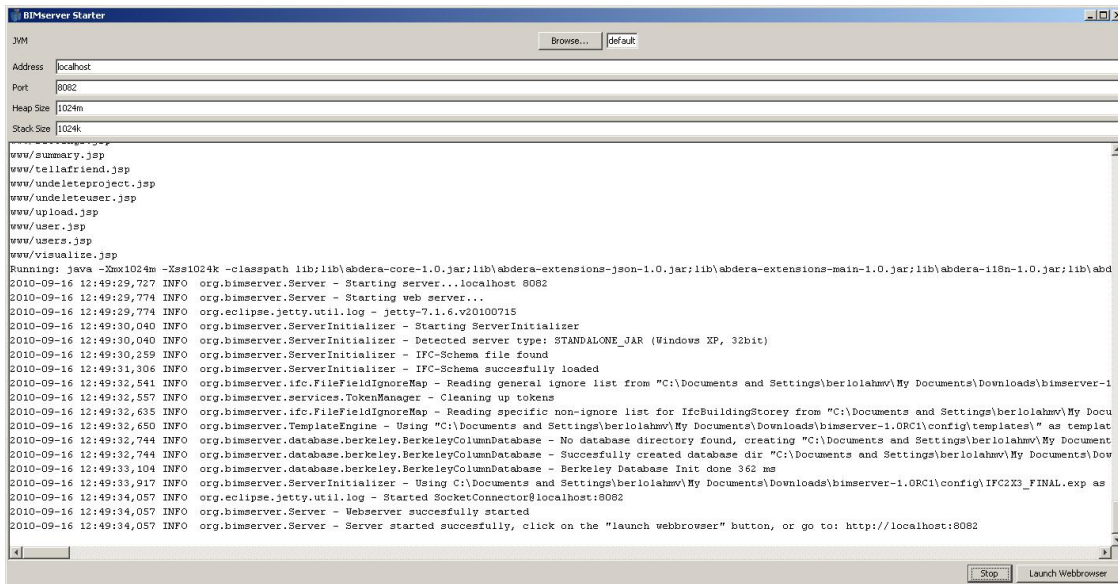 BIMserver Starter
JVM
Browse...
default
Address localhost
Port 8082
Heap Size 1024m
Stack Size 1024k
www/summary.jsp
www/tellafriend.jsp
www/undeleteproject.jsp
www/undeleteuser.jsp
www/upload.jsp
www/user.jsp
www/users.jsp
www/visualize.jsp
Running: java -Xmx1024m -Xss1024k -classpath lib;lib\abdera-core-1.0.jar;lib\abdera-extensions-json-1.0.jar;lib\abdera-extensions-main-1.0.jar;lib\abdera-i18n-1.0.jar;lib\abd
2010-09-16 12:49:29,727 INFO org.bimserver.Server - Starting server...localhost 8082
2010-09-16 12:49:29,774 INFO org.bimserver.Server - Starting web server...
2010-09-16 12:49:29,774 INFO org.eclipse.jetty.util.log - jetty-7.1.6.v20100715
2010-09-16 12:49:30,040 INFO org.bimserver.ServerInitializer - Starting ServerInitializer
2010-09-16 12:49:30,040 INFO org.bimserver.ServerInitializer - Detected server type: STANDALONE_JAR (Windows XP, 32bit)
2010-09-16 12:49:30,259 INFO org.bimserver.ServerInitializer - IFC-Schema file found
2010-09-16 12:49:31,306 INFO org.bimserver.ServerInitializer - IFC-Schema succesfully loaded
2010-09-16 12:49:32,541 INFO org.bimserver.ifc.FileFieldIgnoreMap - Reading general ignore list from "C:\Documents and Settings\berlolahmv\My Documents\Downloads\bimserver-1
2010-09-16 12:49:32,557 INFO org.bimserver.services.TokenManager - Cleaning up tokens
2010-09-16 12:49:32,635 INFO org.bimserver.ifc.FileFieldIgnoreMap - Reading specific non-ignore list for IfcBuildingStorey from "C:\Documents and Settings\berlolahmv\My Docu
2010-09-16 12:49:32,650 INFO org.bimserver.TemplateEngine - Using "C:\Documents and Settings\berlolahmv\My Documents\Downloads\bimserver-1.0RC1\config\templates\" as templat
2010-09-16 12:49:32,744 INFO org.bimserver.database.berkeley.BerkeleyColumnDatabase - No database directory found, creating "C:\Documents and Settings\berlolahmv\My Document
2010-09-16 12:49:32,744 INFO org.bimserver.database.berkeley.BerkeleyColumnDatabase - Succesfully created database dir "C:\Documents and Settings\berlolahmv\My Documents\Dow
2010-09-16 12:49:33,104 INFO org.bimserver.database.berkeley.BerkeleyColumnDatabase - Berkeley Database Init done 362 ms
2010-09-16 12:49:33,917 INFO org.bimserver.ServerInitializer - Using C:\Documents and Settings\berlolahmv\My Documents\Downloads\bimserver-1.0RC1\config\IFC2X3_FINAL.exp as
2010-09-16 12:49:34,057 INFO org.eclipse.jetty.util.log - Started SocketConnector@localhost:8082
2010-09-16 12:49:34,057 INFO org.bimserver.Server - Webserver succesfully started
2010-09-16 12:49:34,057 INFO org.bimserver.Server - Server started succesfully, click on the "launch webbrowser" button, or go to: http://localhost:8082
Stop
Launch Webbrowser